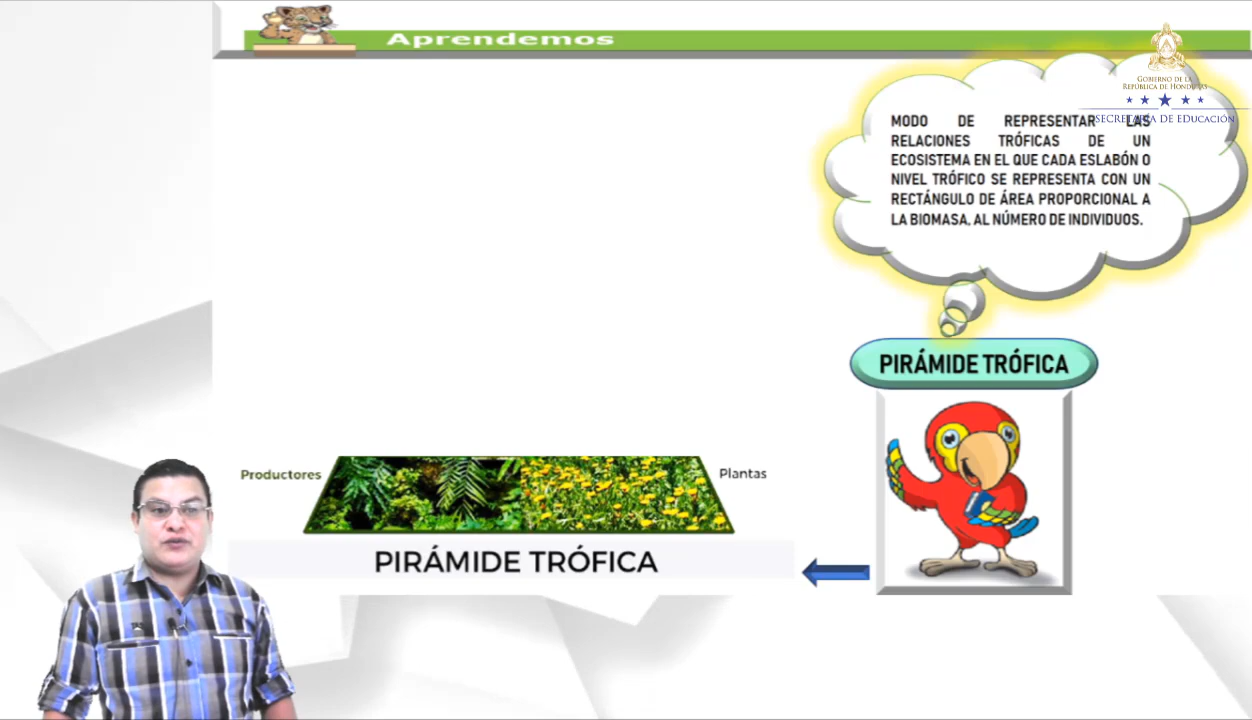 Aprendemos
GOBIERNO DE LA
REPÚBLICA DE HONDURAS
SECRETARÍA DE EDUCACIÓN
MODO DE REPRESENTAR LAS
RELACIONES TRÓFICAS DE UN
ECOSISTEMA EN EL QUE CADA ESLABÓN O
NIVEL TRÓFICO SE REPRESENTA CON UN
RECTÁNGULO DE ÁREA PROPORCIONAL A
LA BIOMASA, AL NÚMERO DE INDIVIDUOS.
PIRÁMIDE TRÓFICA
Productores
Plantas
PIRÁMIDE TRÓFICA